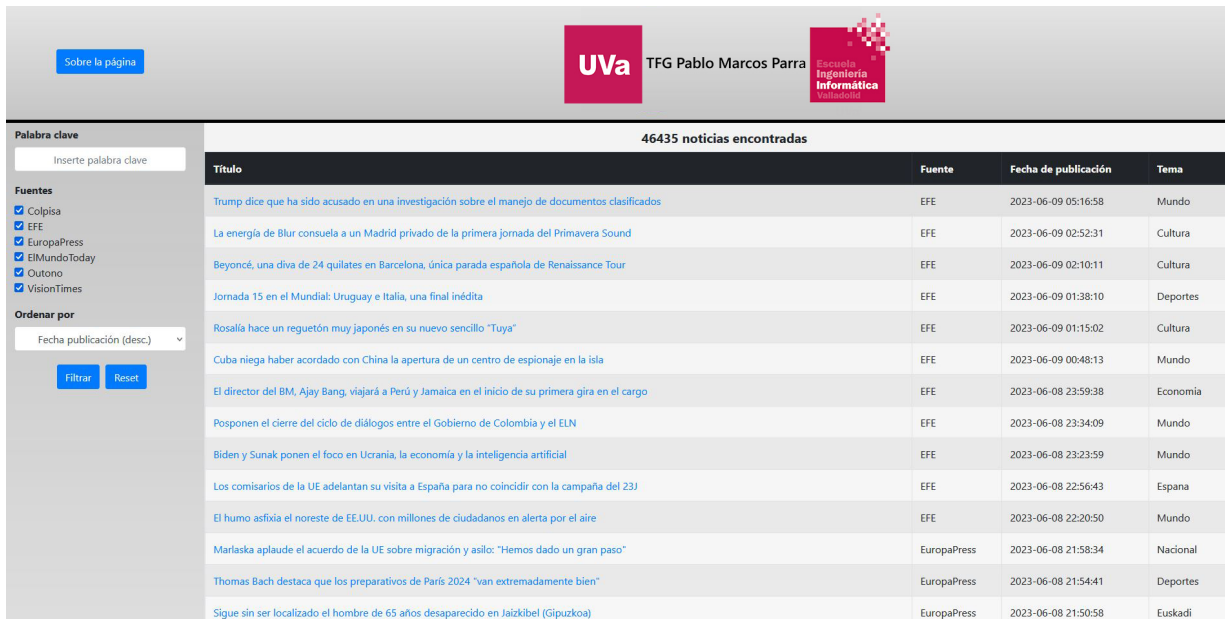 Sobre la página
UVa
TFG Pablo Marcos Parra
Escuela
Ingeniería
Informática
Valladolid
Palabra clave
Inserte palabra clave
Fuentes
Colpisa
EFE
EuropaPress
ElMundoToday
Outono
VisionTimes
Ordenar por
Fecha publicación (desc.)
Filtrar Reset
46435 noticias encontradas
Título Fuente Fecha de publicación Tema
Trump dice que ha sido acusado en una investigación sobre el manejo de documentos clasificados EFE 2023-06-09 05:16:58 Mundo
La energía de Blur consuela a un Madrid privado de la primera jornada del Primavera Sound EFE 2023-06-09 02:52:31 Cultura
Beyoncé, una diva de 24 quilates en Barcelona, única parada española de Renaissance Tour EFE 2023-06-09 02:10:11 Cultura
Jornada 15 en el Mundial: Uruguay e Italia, una final inédita EFE 2023-06-09 01:38:10 Deportes
Rosalía hace un reguetón muy japonés en su nuevo sencillo “Tuya” EFE 2023-06-09 01:15:02 Cultura
Cuba niega haber acordado con China la apertura de un centro de espionaje en la isla EFE 2023-06-09 00:48:13 Mundo
El director del BM, Ajay Bang, viajará a Perú y Jamaica en el inicio de su primera gira en el cargo EFE 2023-06-08 23:59:38 Economia
Posponen el cierre del ciclo de diálogos entre el Gobierno de Colombia y el ELN EFE 2023-06-08 23:34:09 Mundo
Biden y Sunak ponen el foco en Ucrania, la economía y la inteligencia artificial EFE 2023-06-08 23:23:59 Mundo
Los comisarios de la UE adelantan su visita a España para no coincidir con la campaña del 23J EFE 2023-06-08 22:56:43 Espana
El humo asfixia el noreste de EE.UU. con millones de ciudadanos en alerta por el aire EFE 2023-06-08 22:20:50 Mundo
Marlaska aplaude el acuerdo de la UE sobre migración y asilo: "Hemos dado un gran paso" EuropaPress 2023-06-08 21:58:34 Nacional
Thomas Bach destaca que los preparativos de París 2024 "van extremadamente bien" EuropaPress 2023-06-08 21:54:41 Deportes
Sigue sin ser localizado el hombre de 65 años desaparecido en Jaizkibel (Gipuzkoa) EuropaPress 2023-06-08 21:50:58 Euskadi